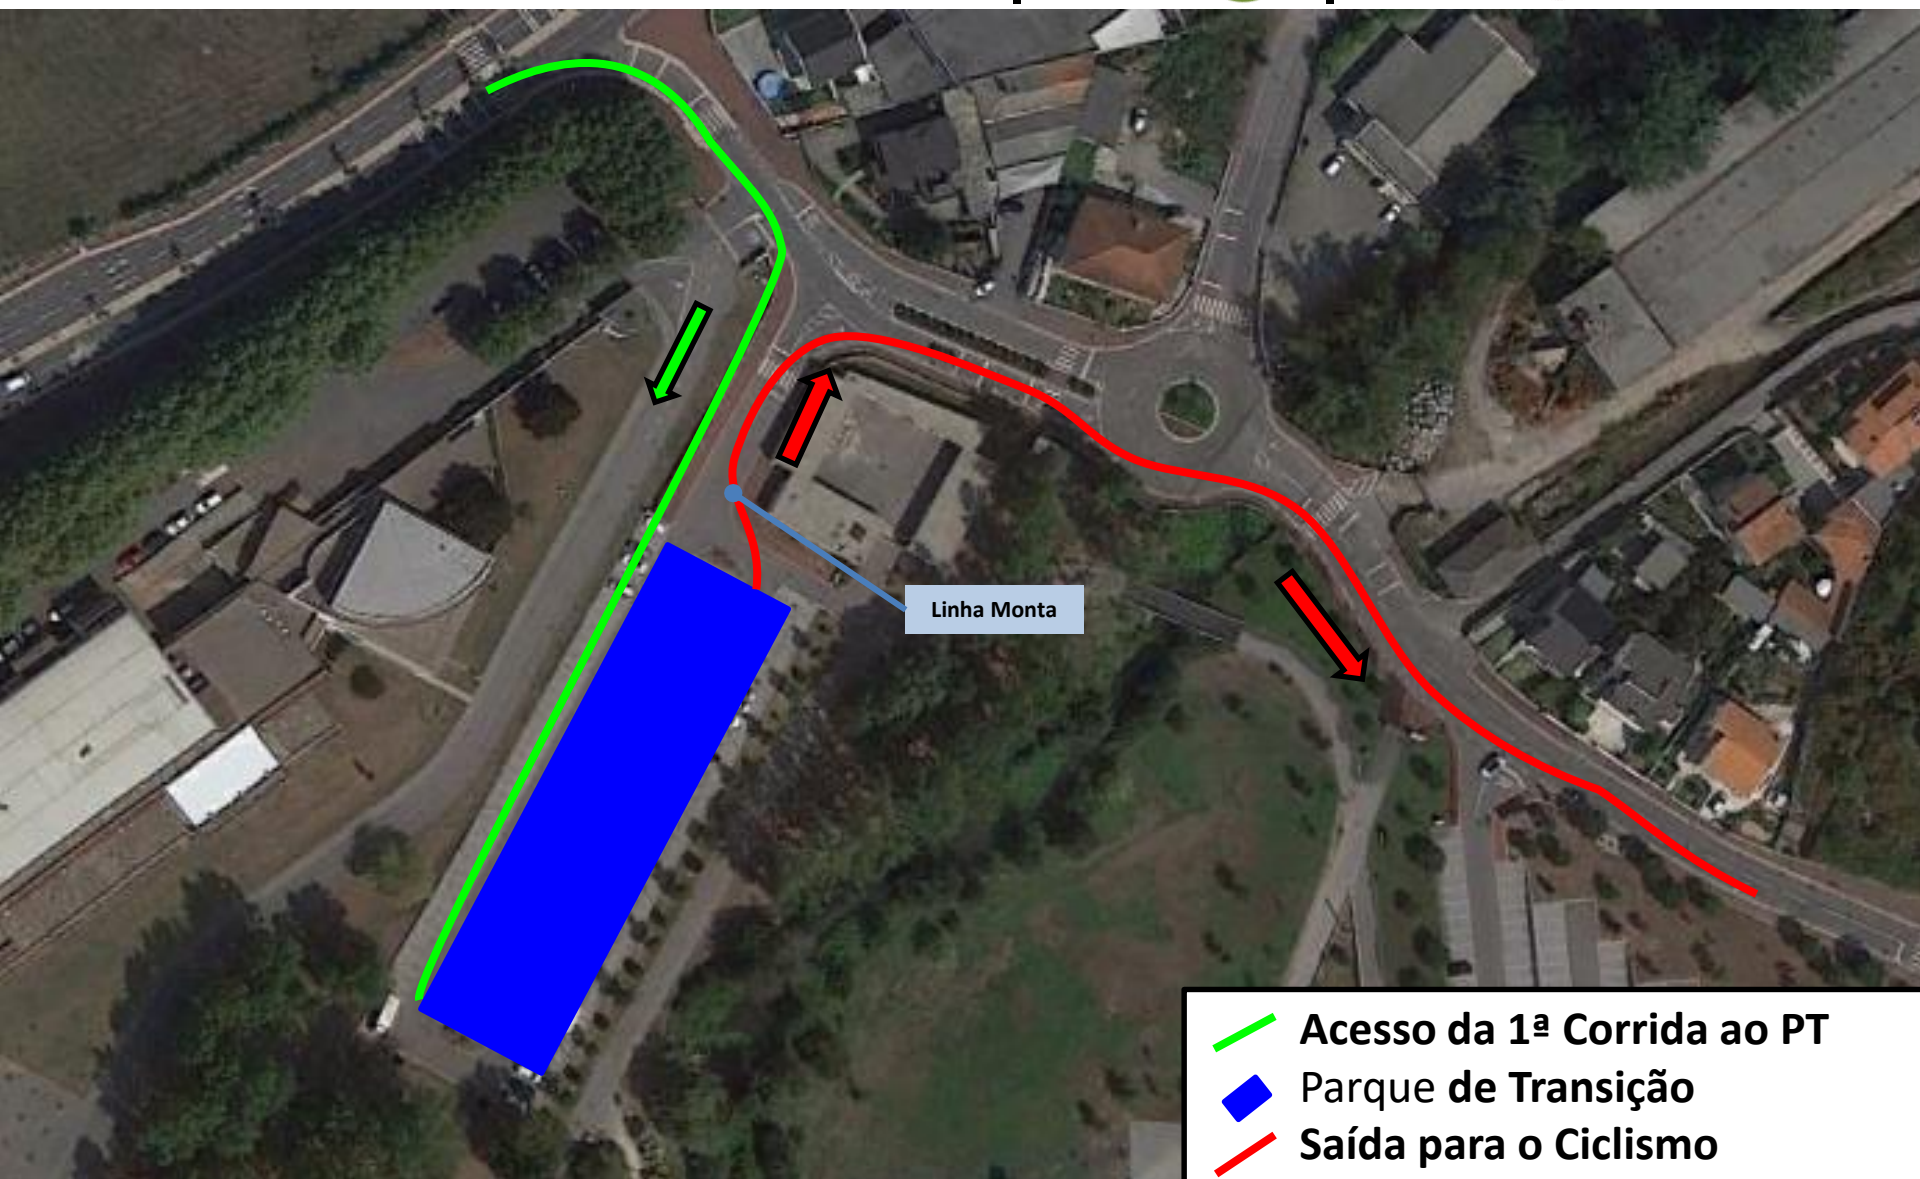 Linha Monta
Acesso da 1ª Corrida ao PT
Parque de Transição
Saída para o Ciclismo